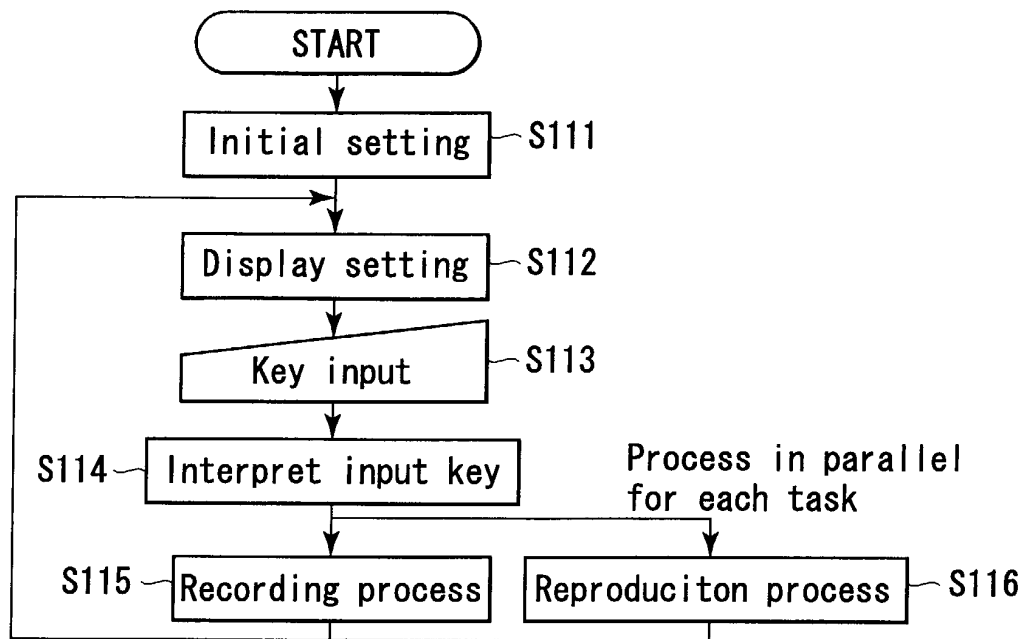 START
Initial setting
S111
Display setting
S112
Key input
S113
S114
Interpret input key
Process in parallel
for each task
S115
Recording process
Reproduciton process
S116